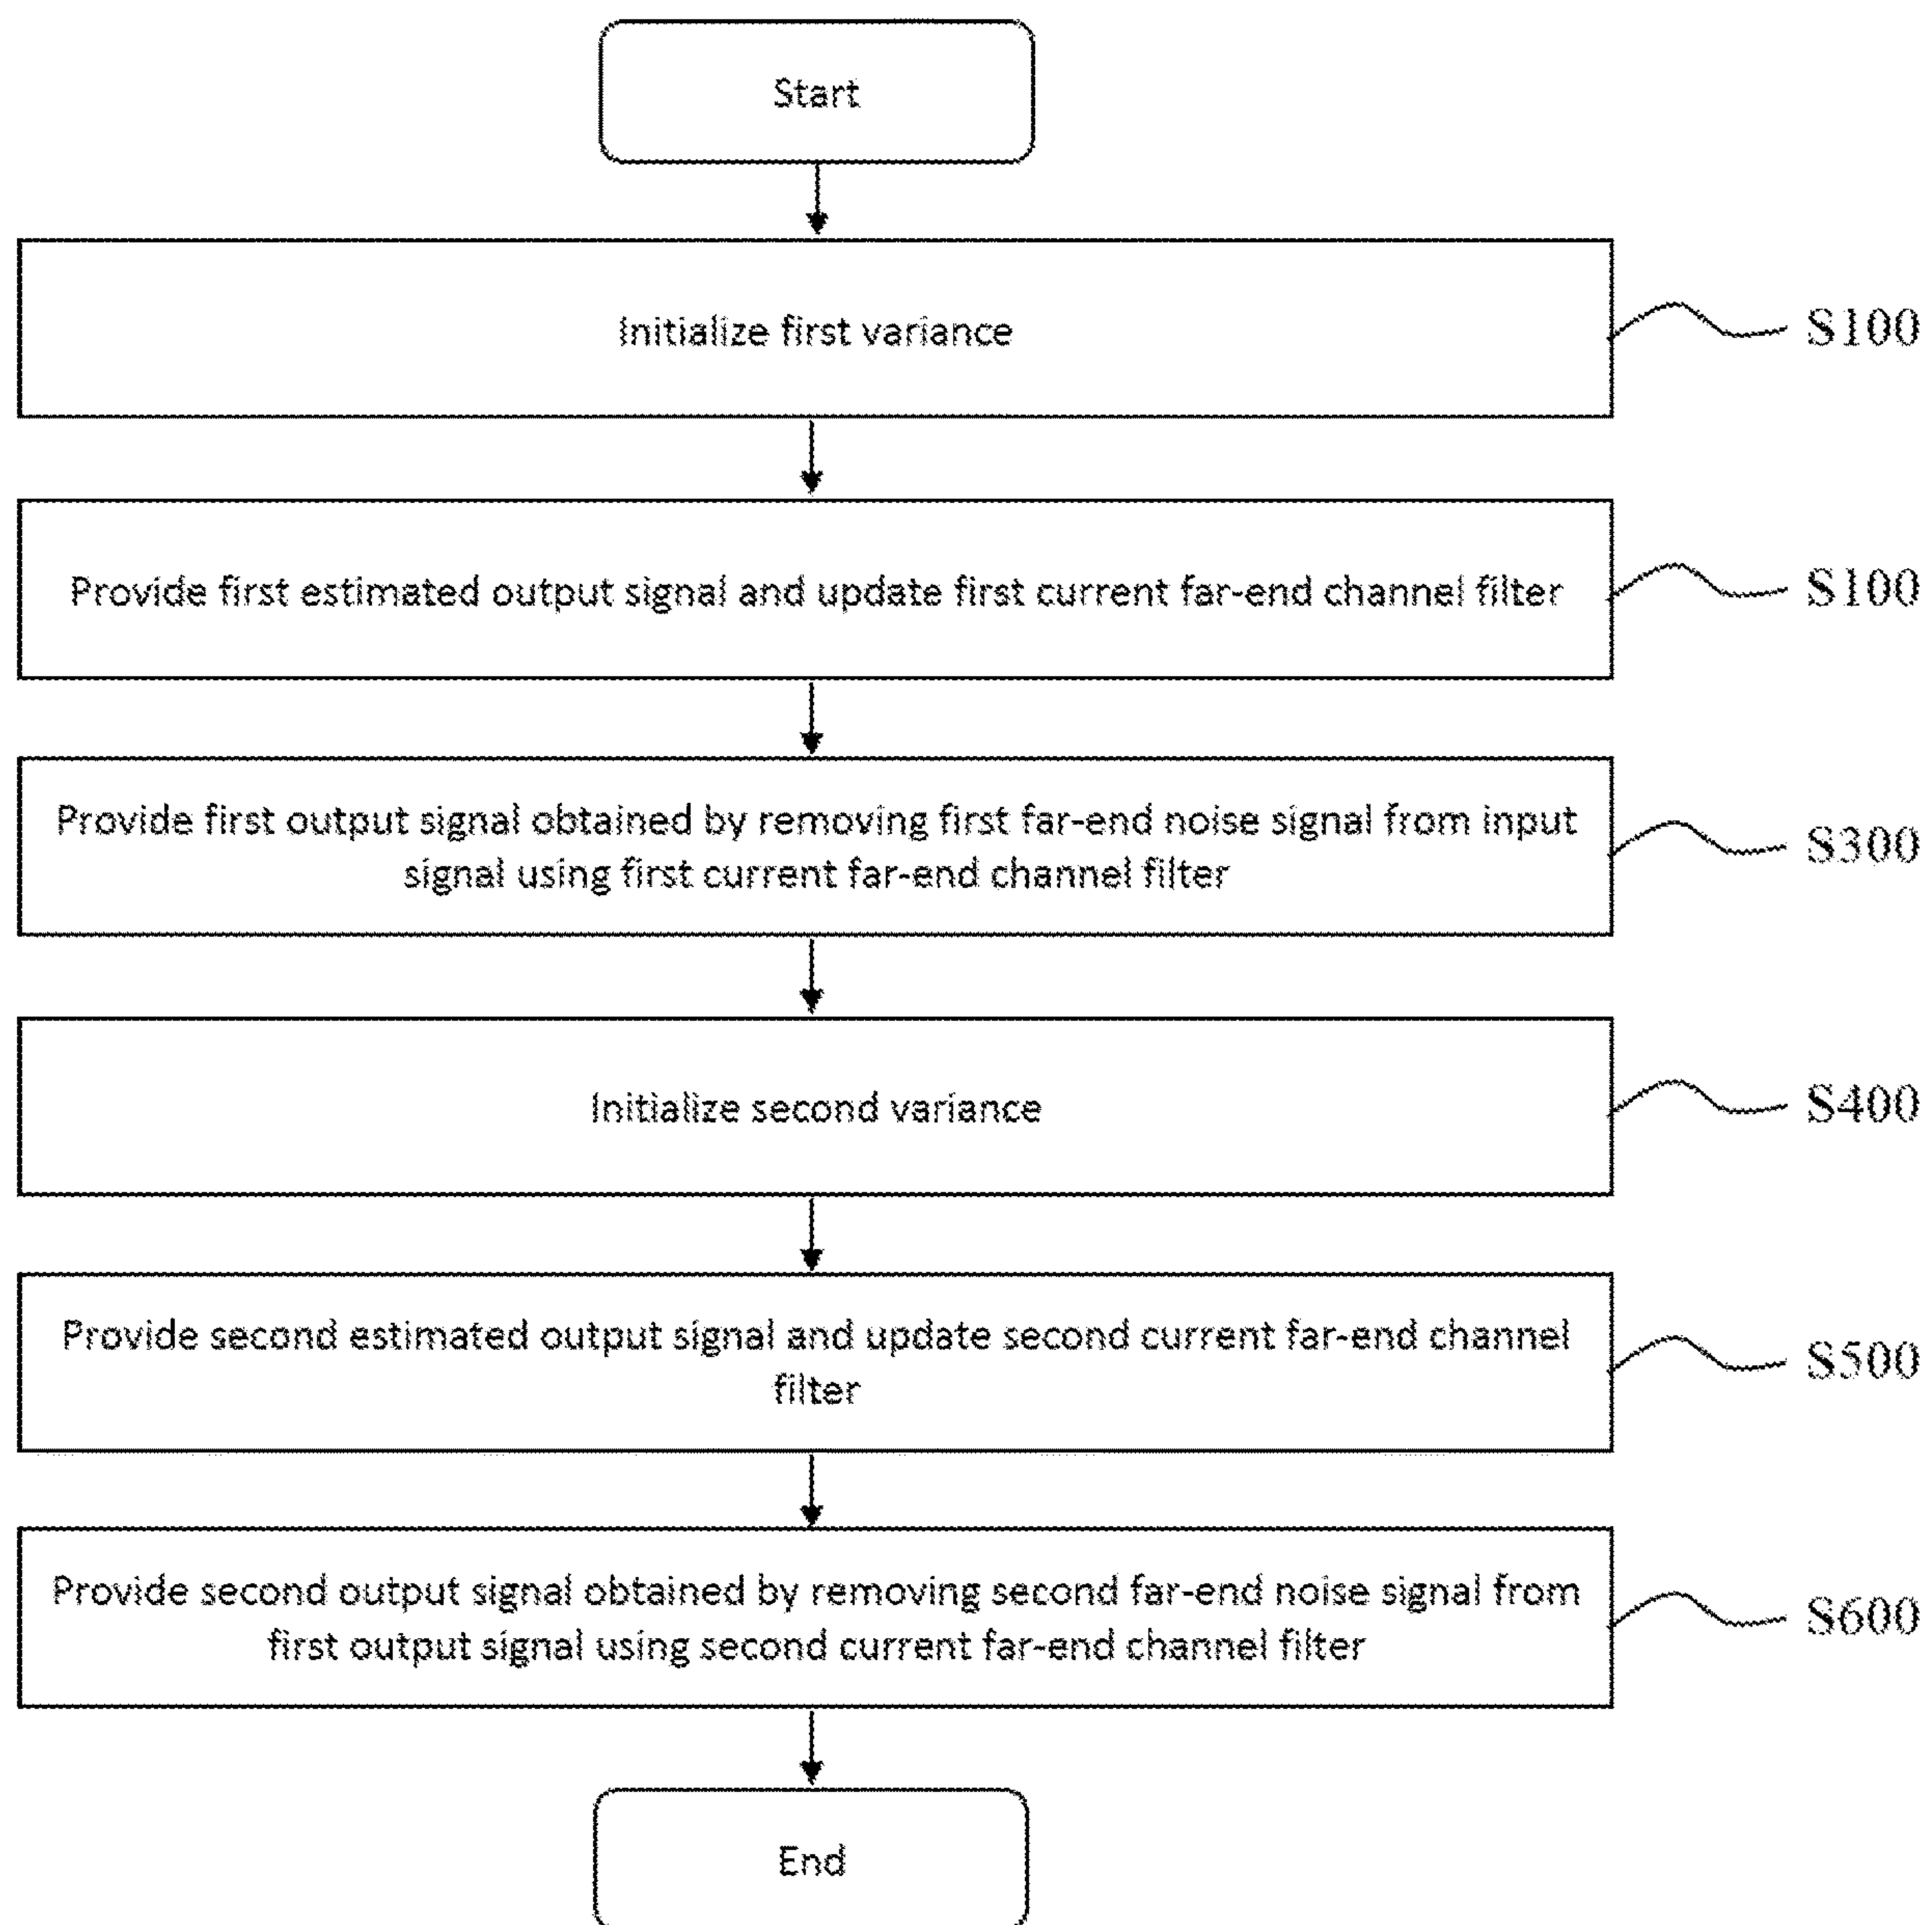 Start
Initialize first variance
S100
Provide first estimated output signal and update first current far-end channel filter
S100
Provide first output signal obtained by removing first far-end noise signal from input
signal using first current far-end channel filter
S300
Initialize second variance
S400
Provide second estimated output signal and update second current far-end channel
filter
S500
Provide second output signal obtained by removing second far-end noise signal from
first output signal using second current far-end channel filter
S600
End